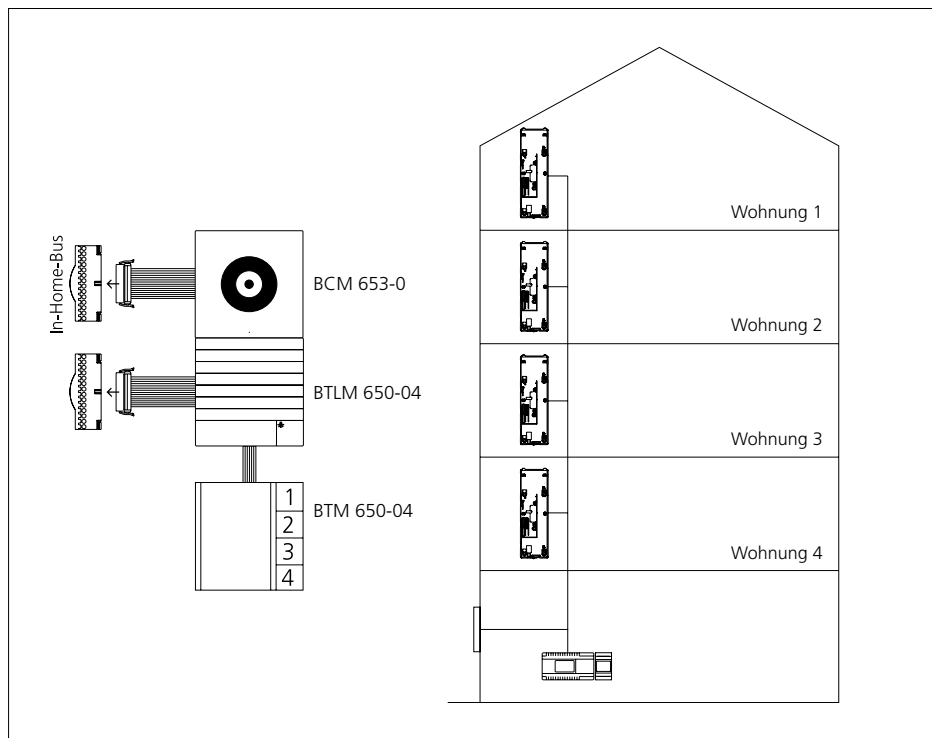 In-Home-Bus
BCM 653-0
BTLM 650-04
*
BTM 650-04
1
2
3
4
Wohnung 1
Wohnung 2
Wohnung 3
Wohnung 4